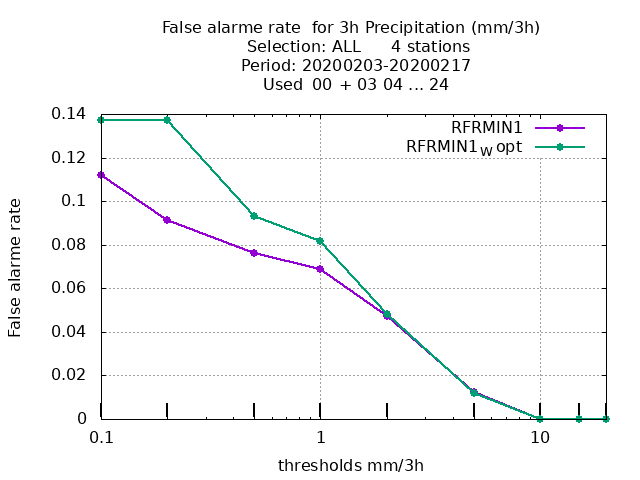 False alarme rate  for 3h Precipitation (mm/3h)
Selection: ALL      4 stations
Period: 20200203-20200217
Used  00 + 03 04 ... 24
RFRMIN1
RFRMIN1W opt
0.14
0.12
0.1
0.08
0.06
0.04
0.02
0
False alarme rate
0.1 1 10
thresholds mm/3h